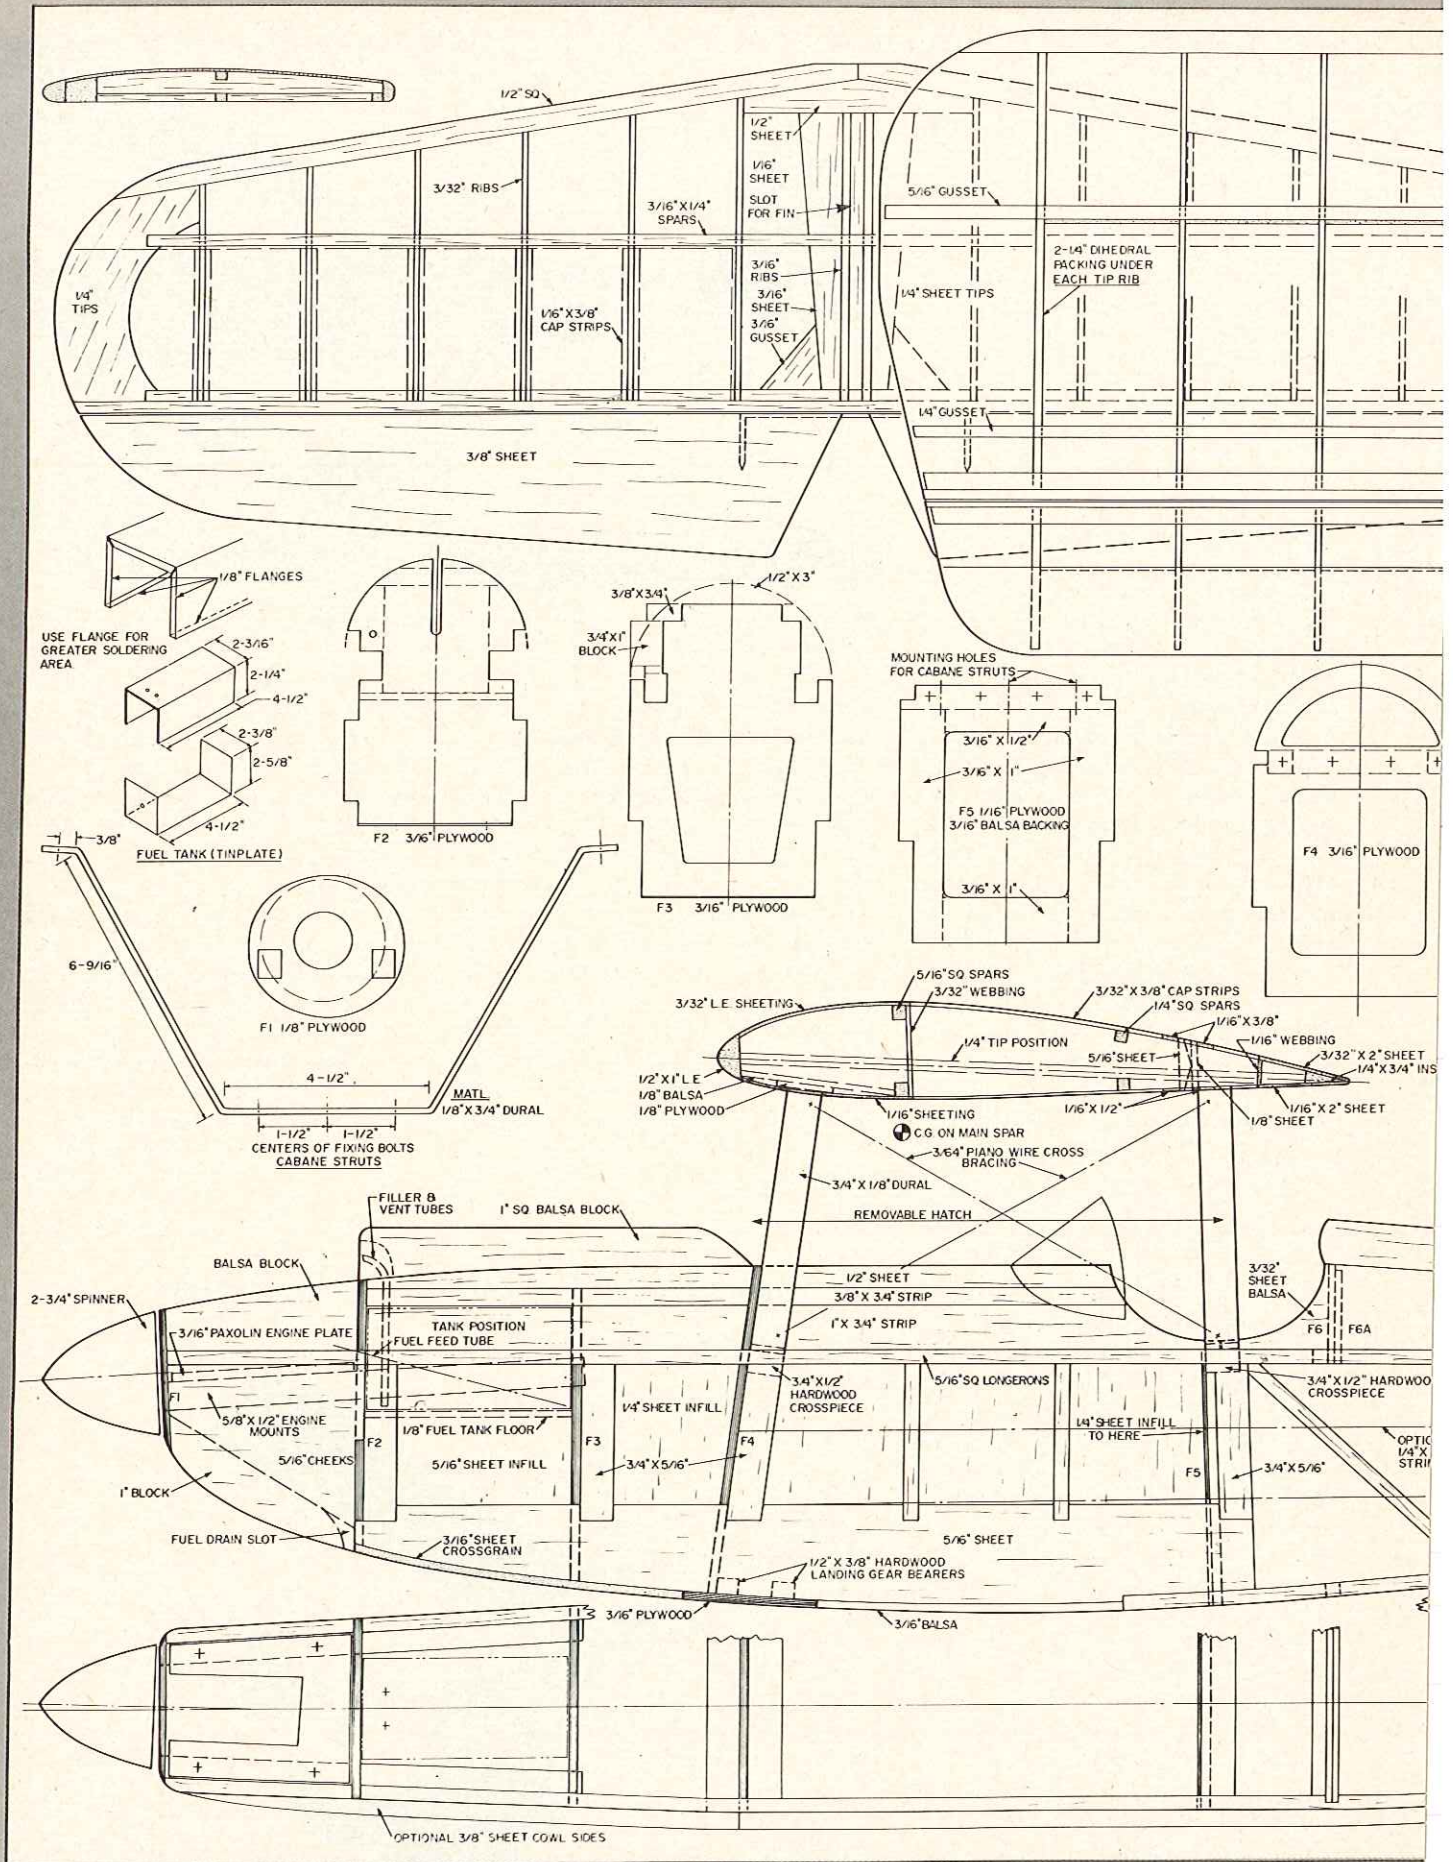 1/2" SQ
1/2"
SHEET
1/16"
SHEET
SLOT
FOR FIN
3/32" RIBS
3/16" X 1/4"
SPARS
5/16" GUSSET
2-1/4" DIHEDRAL
PACKING UNDER
EACH TIP RIB
1/4"
TIPS
3/16"
RIBS
3/16"
SHEET
3/16"
GUSSET
1/4" SHEET TIPS
1/16" X 3/8"
CAP STRIPS
1/4" GUSSET
3/8" SHEET
1/8" FLANGES
USE FLANGE FOR
GREATER SOLDERING
AREA
2-3/16"
2-1/4"
4-1/2"
2-3/8"
2-5/8"
4-1/2"
FUEL TANK (TINPLATE)
F2 3/16" PLYWOOD
1/2" X 3"
3/8" X 3/4"
3/4" X 1"
BLOCK
F3 3/16" PLYWOOD
MOUNTING HOLES
FOR CABANE STRUTS
3/16" X 1/2"
3/16" X 1"
F5 1/16" PLYWOOD
3/16" BALSA BACKING
3/16" X 1"
F4 3/16" PLYWOOD
3/8"
6-9/16"
F1 1/8" PLYWOOD
4-1/2"
MATL.
1/8" X 3/4" DURAL
1-1/2" 1-1/2"
CENTERS OF FIXING BOLTS
CABANE STRUTS
3/32" L.E. SHEETING
5/16" SQ SPARS
3/32" WEBBING
3/32" X 3/8" CAP STRIPS
1/4" SQ SPARS
1/16" X 3/8"
1/16" WEBBING
1/4" TIP POSITION
5/16" SHEET
3/32" X 2" SHEET
1/4" X 3/4" INS
1/2" X 1" L.E.
1/8" BALSA
1/8" PLYWOOD
1/16" SHEETING
1/16" X 1/2"
1/16" X 2" SHEET
1/8" SHEET
C.G. ON MAIN SPAR
3/64" PIANO WIRE CROSS
BRACING
3/4" X 1/8" DURAL
REMOVABLE HATCH
FILLER &
VENT TUBES
1" SQ BALSA BLOCK
BALSA BLOCK
2-3/4" SPINNER
1/2" SHEET
3/8" X 3.4" STRIP
1" X 3/4" STRIP
3/32"
SHEET
BALSA
F6
F6A
3/16" PAXOLIN ENGINE PLATE
TANK POSITION
FUEL FEED TUBE
F1
5/8" X 1/2" ENGINE
MOUNTS
3.4" X 1/2"
HARDWOOD
CROSSPIECE
5/16" SQ LONGERONS
3/4" X 1/2" HARDWOO
CROSSPIECE
1/4" SHEET INFILL
1/4" SHEET INFILL
TO HERE
1/8" FUEL TANK FLOOR
F2
F3
F4
F5
OPTIO
1/4" X
STRI
5/16" CHEEKS
5/16" SHEET INFILL
3/4" X 5/16"
3/4" X 5/16"
1" BLOCK
FUEL DRAIN SLOT
3/16" SHEET
CROSSGRAIN
5/16" SHEET
1/2" X 3/8" HARDWOOD
LANDING GEAR BEARERS
3/16" PLYWOOD
3/16" BALSA
OPTIONAL 3/8" SHEET COWL SIDES